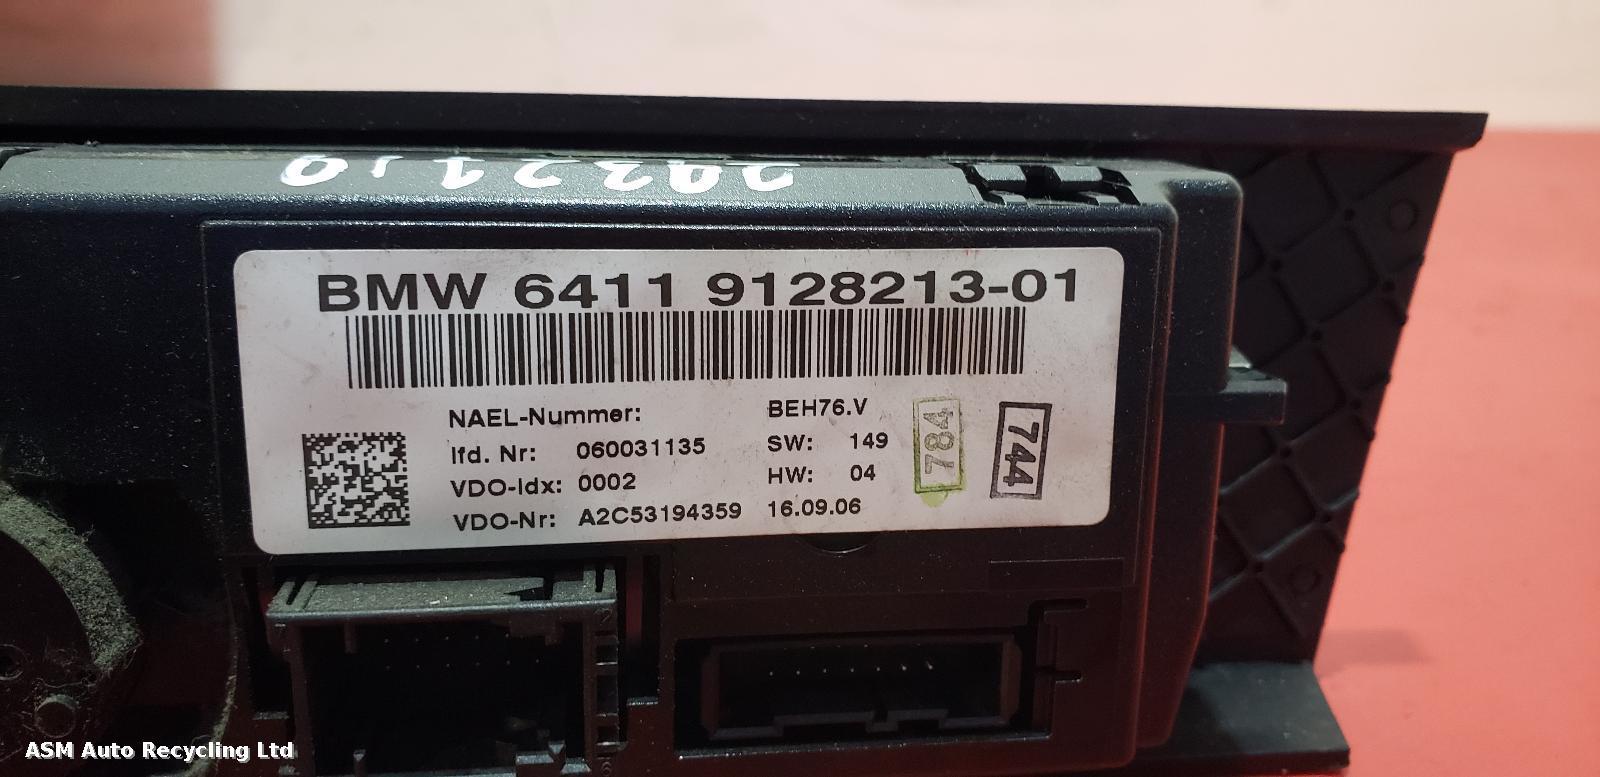 BMW 6411 9128213-01
NAEL-Nummer: BEH76.V
lfd. Nr: 060031135 SW: 149
VDO-Idx: 0002 HW: 04
VDO-Nr: A2C53194359 16.09.06
784
744
ASM Auto Recycling Ltd